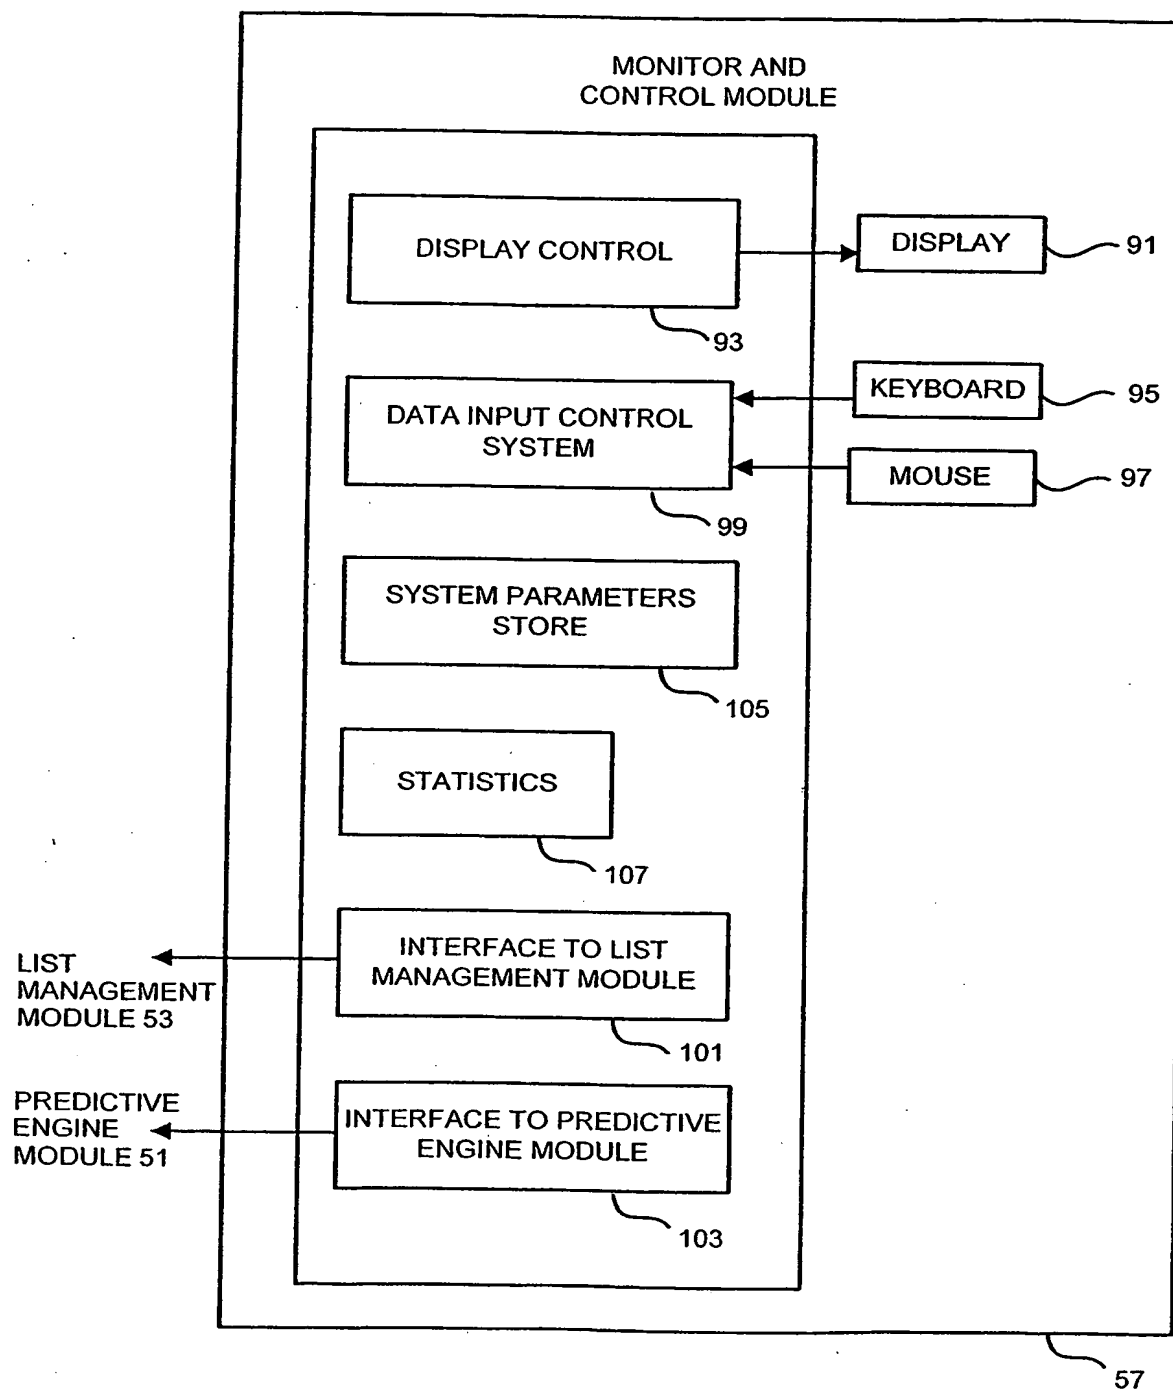 MONITOR AND
CONTROL MODULE
DISPLAY CONTROL
93
DISPLAY
91
DATA INPUT CONTROL
SYSTEM
99
KEYBOARD
95
MOUSE
97
SYSTEM PARAMETERS
STORE
105
STATISTICS
107
INTERFACE TO LIST
MANAGEMENT MODULE
101
LIST
MANAGEMENT
MODULE 53
INTERFACE TO PREDICTIVE
ENGINE MODULE
103
PREDICTIVE
ENGINE
MODULE 51
57